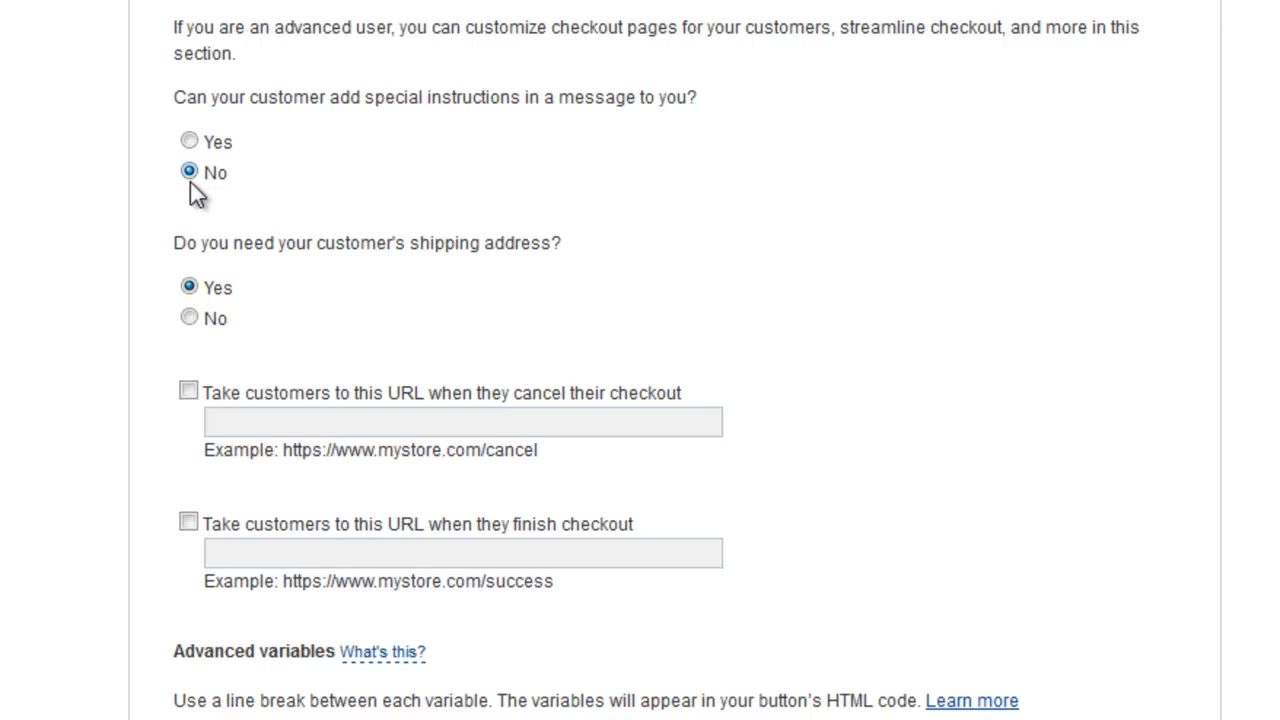 If you are an advanced user, you can customize checkout pages for your customers, streamline checkout, and more in this
section.
Can your customer add special instructions in a message to you?
Yes
No
Do you need your customer's shipping address?
Yes
No
Take customers to this URL when they cancel their checkout
Example: https://www.mystore.com/cancel
Take customers to this URL when they finish checkout
Example: https://www.mystore.com/success
Advanced variables What's this?
Use a line break between each variable. The variables will appear in your button's HTML code. Learn more